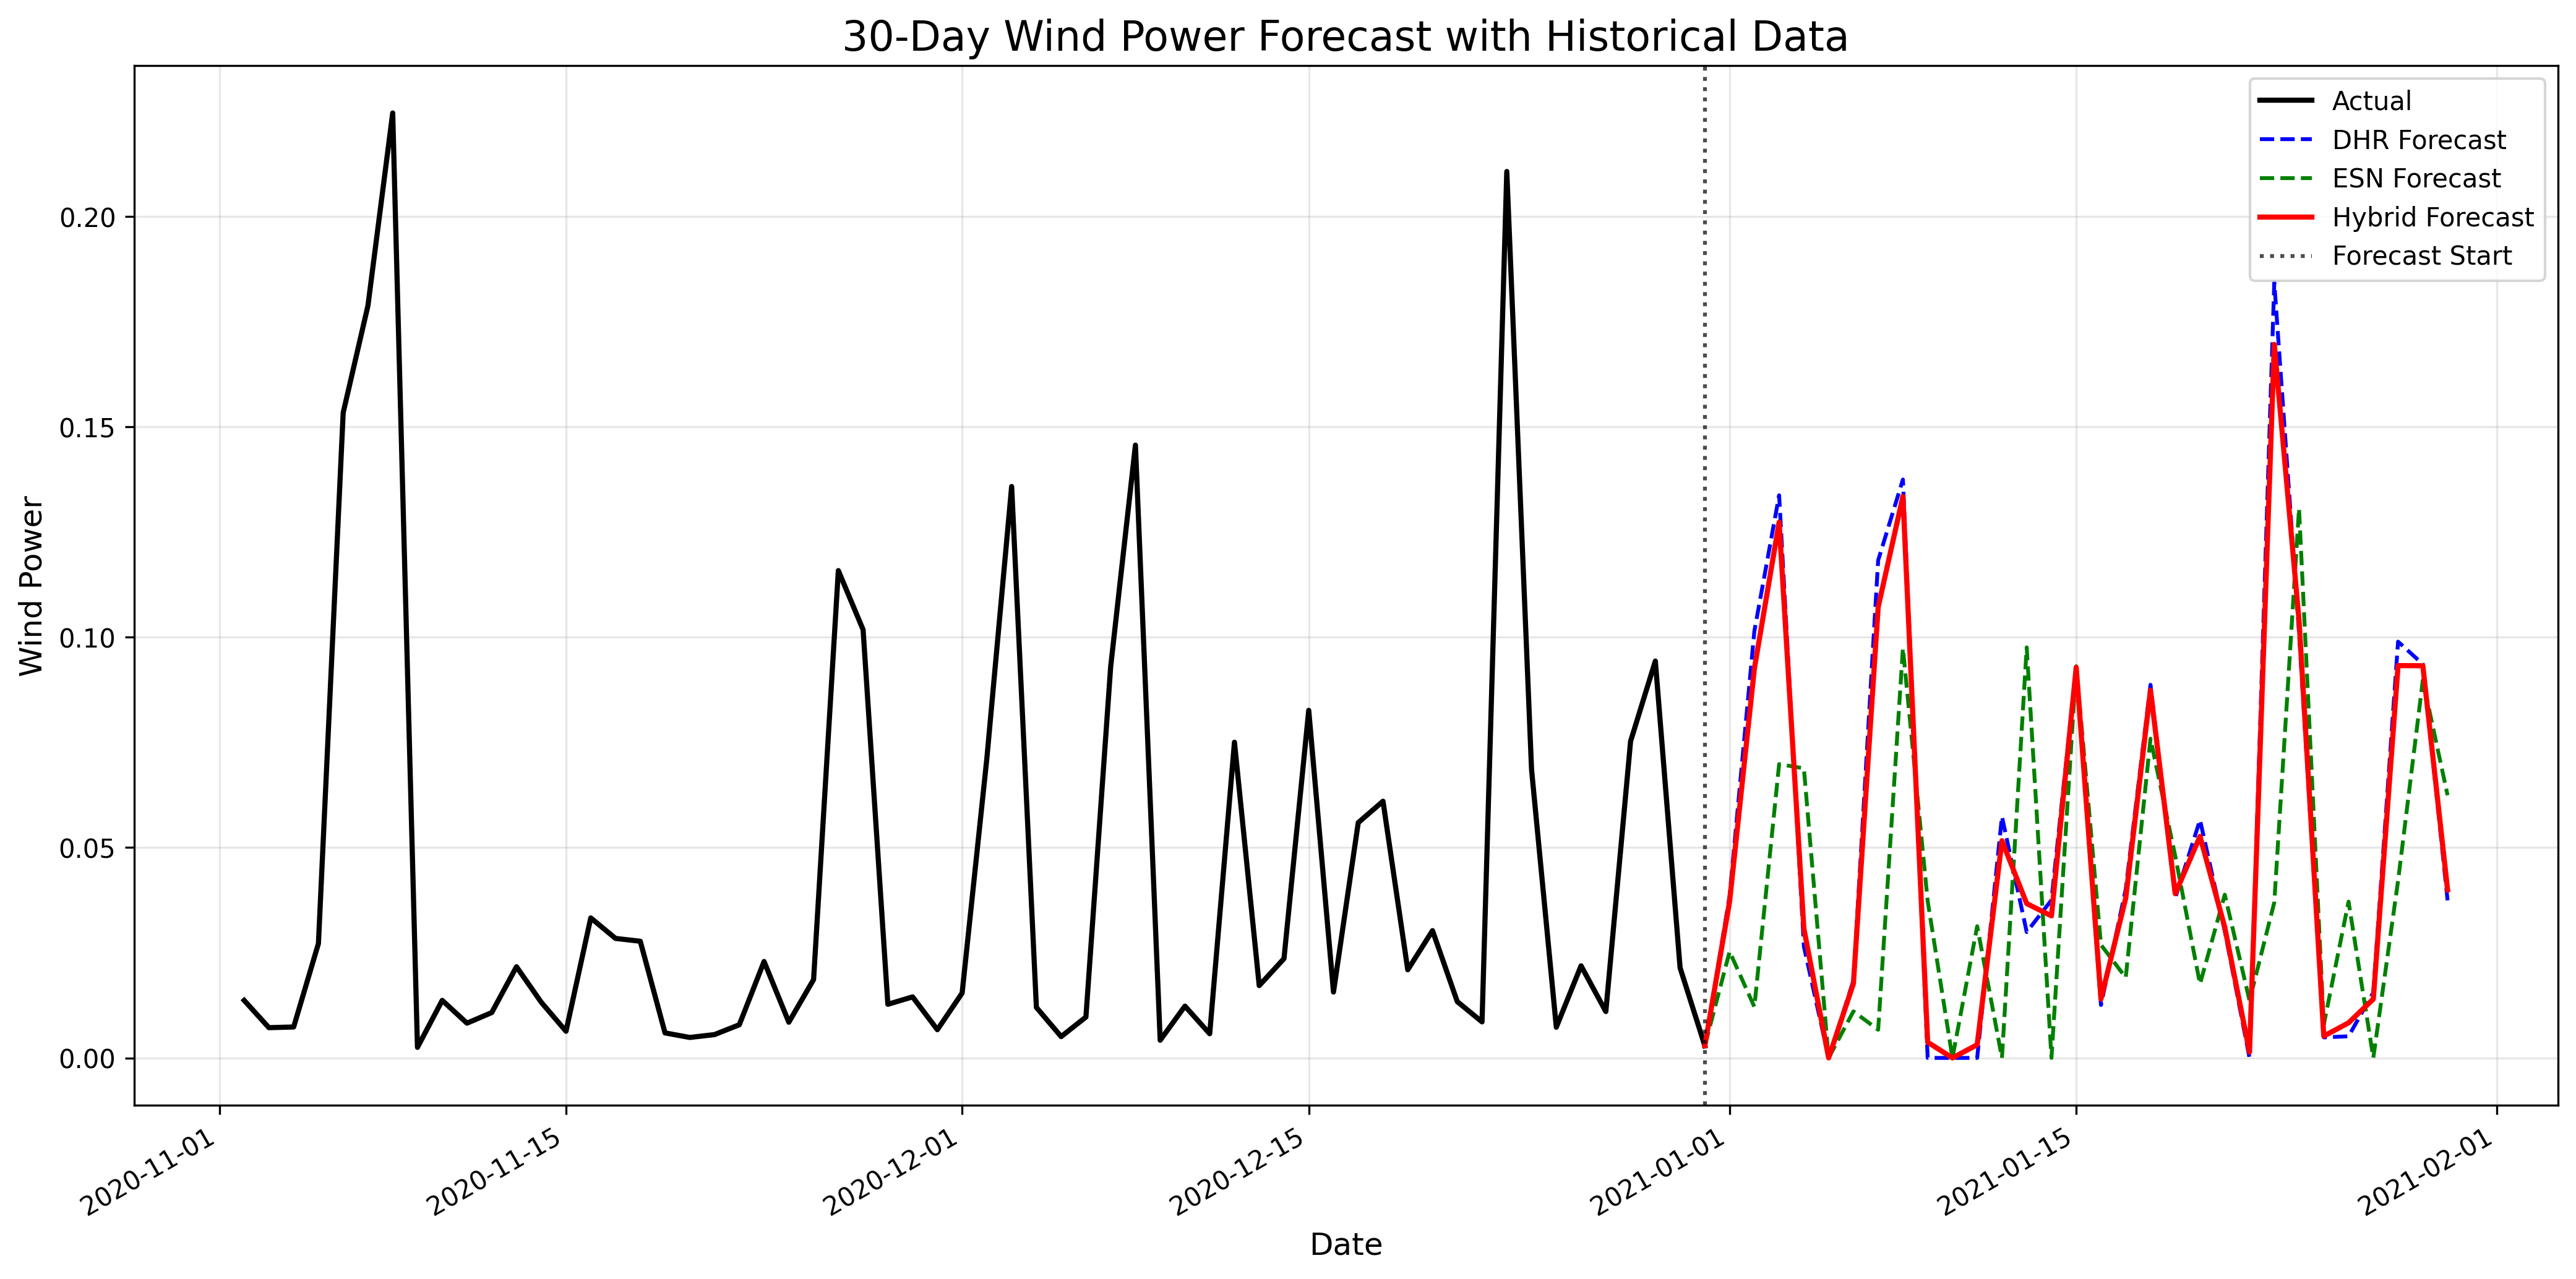 30-Day Wind Power Forecast with Historical Data
Actual
DHR Forecast
ESN Forecast
Hybrid Forecast
Forecast Start
Wind Power
0.20
0.15
0.10
0.05
0.00
2020-11-01
2020-11-15
2020-12-01
2020-12-15
2021-01-01
2021-01-15
2021-02-01
Date